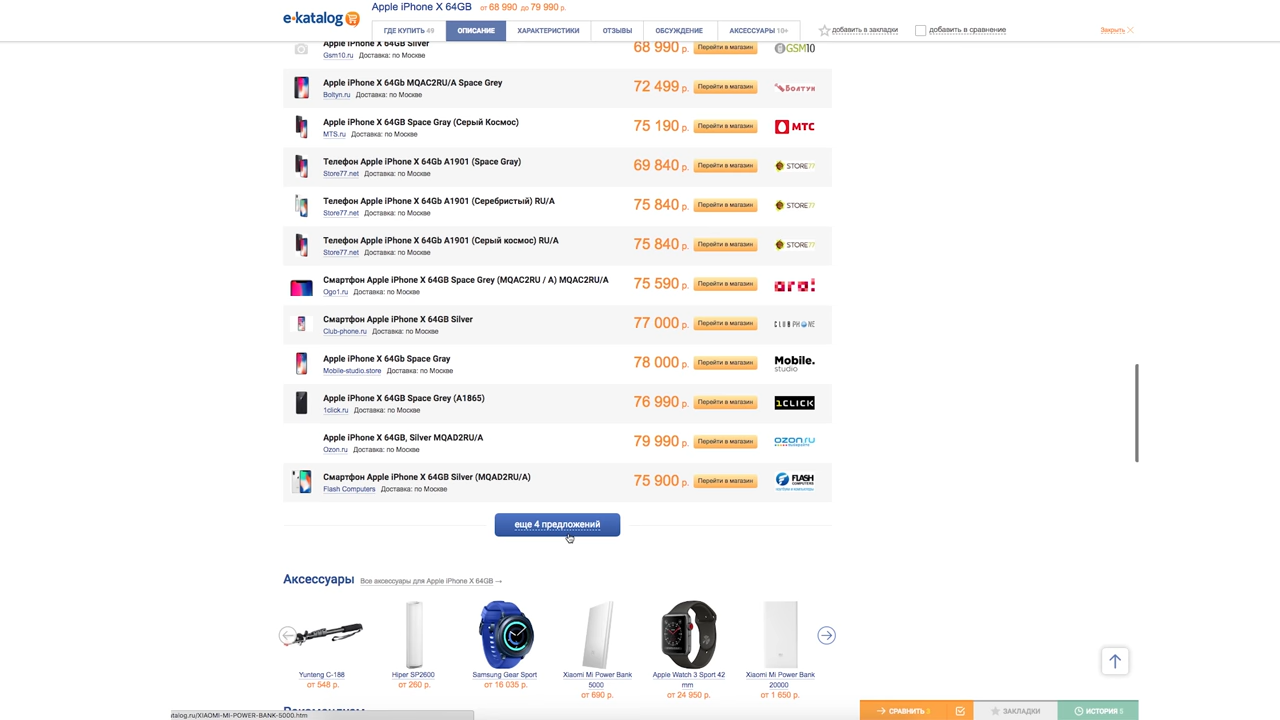 Apple iPhone X 64GB от 68 990 до 79 990 р.
e·katalog
ГДЕ КУПИТЬ 49 ОПИСАНИЕ ХАРАКТЕРИСТИКИ ОТЗЫВЫ ОБСУЖДЕНИЕ АКСЕССУАРЫ 10+ добавить в закладки добавить в сравнение Закрыть
Apple iPhone X 64GB Silver 68 990 р. Перейти в магазин GSM10
Gsm10.ru Доставка: по Москве
Apple iPhone X 64Gb MQAC2RU/A Space Grey 72 499 р. Перейти в магазин Болтун
Boltyn.ru Доставка: по Москве
Apple iPhone X 64GB Space Gray (Серый Космос) 75 190 р. Перейти в магазин МТС
MTS.ru Доставка: по Москве
Телефон Apple iPhone X 64Gb A1901 (Space Gray) 69 840 р. Перейти в магазин STORE77
Store77.net Доставка: по Москве
Телефон Apple iPhone X 64Gb A1901 (Серебристый) RU/A 75 840 р. Перейти в магазин STORE77
Store77.net Доставка: по Москве
Телефон Apple iPhone X 64Gb A1901 (Серый космос) RU/A 75 840 р. Перейти в магазин STORE77
Store77.net Доставка: по Москве
Смартфон Apple iPhone X 64GB Space Grey (MQAC2RU / A) MQAC2RU/A 75 590 р. Перейти в магазин ого!
Ogo1.ru Доставка: по Москве
Смартфон Apple iPhone X 64GB Silver 77 000 р. Перейти в магазин CLUB PHONE
Club-phone.ru Доставка: по Москве
Apple iPhone X 64Gb Space Gray 78 000 р. Перейти в магазин Mobile. studio
Mobile-studio.store Доставка: по Москве
Apple iPhone X 64GB Space Grey (A1865) 76 990 р. Перейти в магазин 1CLICK
1click.ru Доставка: по Москве
Apple iPhone X 64GB, Silver MQAD2RU/A 79 990 р. Перейти в магазин OZON.RU
Ozon.ru Доставка: по Москве
Смартфон Apple iPhone X 64GB Silver (MQAD2RU/A) 75 900 р. Перейти в магазин FLASH COMPUTERS
Flash Computers Доставка: по Москве
еще 4 предложений
Аксессуары Все аксессуары для Apple iPhone X 64GB →
Yunteng C-188 Hiper SP2600 Samsung Gear Sport Xiaomi Mi Power Bank 5000 Apple Watch 3 Sport 42 mm Xiaomi Mi Power Bank 20000
от 548 р. от 260 р. от 16 035 р. от 690 р. от 24 950 р. от 1 650 р.
Рекомендуем
atalog.ru/XIAOMI-MI-POWER-BANK-5000.htm
СРАВНИТЬ 3 ЗАКЛАДКИ ИСТОРИЯ 5